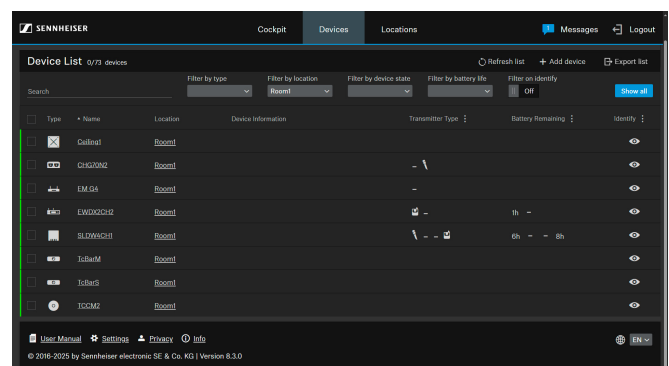 SENNHEISER Cockpit Devices Locations Messages Logout
Device List 0/73 devices Refresh list + Add device Export list
Filter by type Filter by location Filter by device state Filter by battery life Filter on identify
Search Room1 Off Show all
Type • Name Location Device Information Transmitter Type Battery Remaining Identify
Ceiling1 Room1
CHG70N2 Room1 –
EM G4 Room1 –
EWDX2CH2 Room1 – 1h –
SLDW4CH1 Room1 – – 6h – – 8h
TcBarM Room1
TcBarS Room1
TCCM2 Room1
User Manual Settings Privacy Info EN
© 2016-2025 by Sennheiser electronic SE & Co. KG | Version 8.3.0